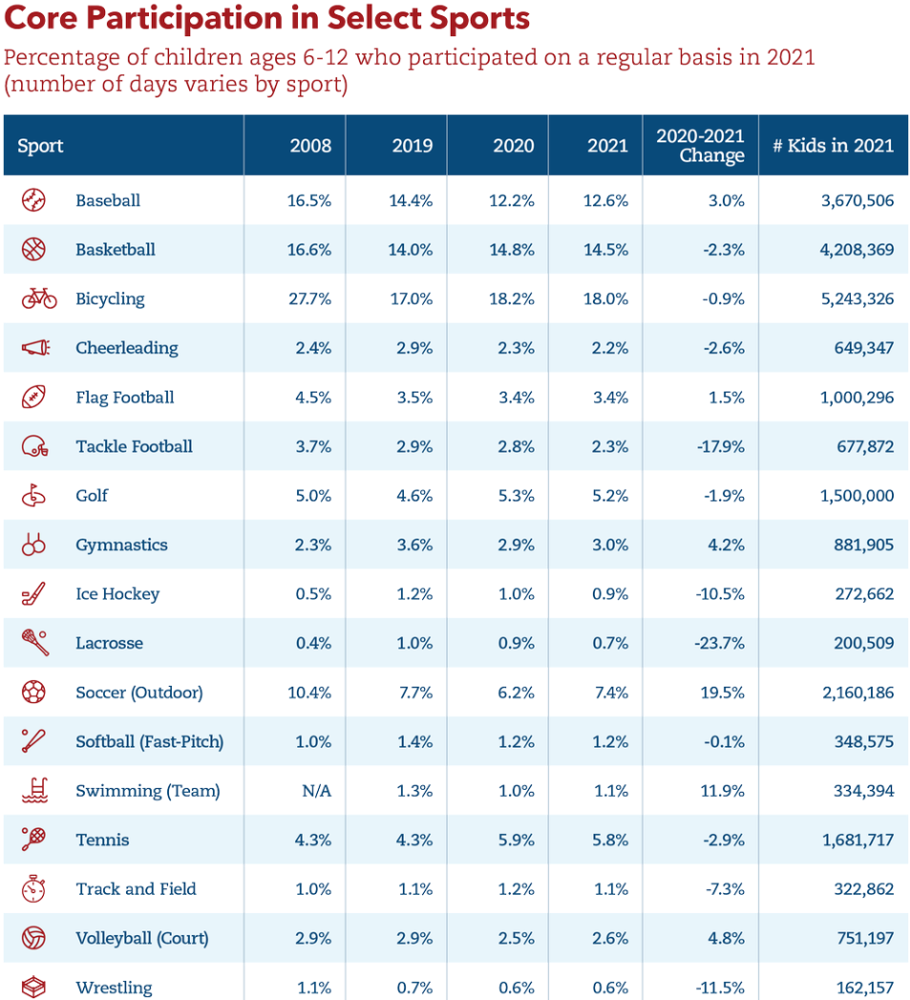 Core Participation in Select Sports
Percentage of children ages 6-12 who participated on a regular basis in 2021
(number of days varies by sport)
Sport 2008 2019 2020 2021 2020-2021 Change # Kids in 2021
Baseball 16.5% 14.4% 12.2% 12.6% 3.0% 3,670,506
Basketball 16.6% 14.0% 14.8% 14.5% -2.3% 4,208,369
Bicycling 27.7% 17.0% 18.2% 18.0% -0.9% 5,243,326
Cheerleading 2.4% 2.9% 2.3% 2.2% -2.6% 649,347
Flag Football 4.5% 3.5% 3.4% 3.4% 1.5% 1,000,296
Tackle Football 3.7% 2.9% 2.8% 2.3% -17.9% 677,872
Golf 5.0% 4.6% 5.3% 5.2% -1.9% 1,500,000
Gymnastics 2.3% 3.6% 2.9% 3.0% 4.2% 881,905
Ice Hockey 0.5% 1.2% 1.0% 0.9% -10.5% 272,662
Lacrosse 0.4% 1.0% 0.9% 0.7% -23.7% 200,509
Soccer (Outdoor) 10.4% 7.7% 6.2% 7.4% 19.5% 2,160,186
Softball (Fast-Pitch) 1.0% 1.4% 1.2% 1.2% -0.1% 348,575
Swimming (Team) N/A 1.3% 1.0% 1.1% 11.9% 334,394
Tennis 4.3% 4.3% 5.9% 5.8% -2.9% 1,681,717
Track and Field 1.0% 1.1% 1.2% 1.1% -7.3% 322,862
Volleyball (Court) 2.9% 2.9% 2.5% 2.6% 4.8% 751,197
Wrestling 1.1% 0.7% 0.6% 0.6% -11.5% 162,157